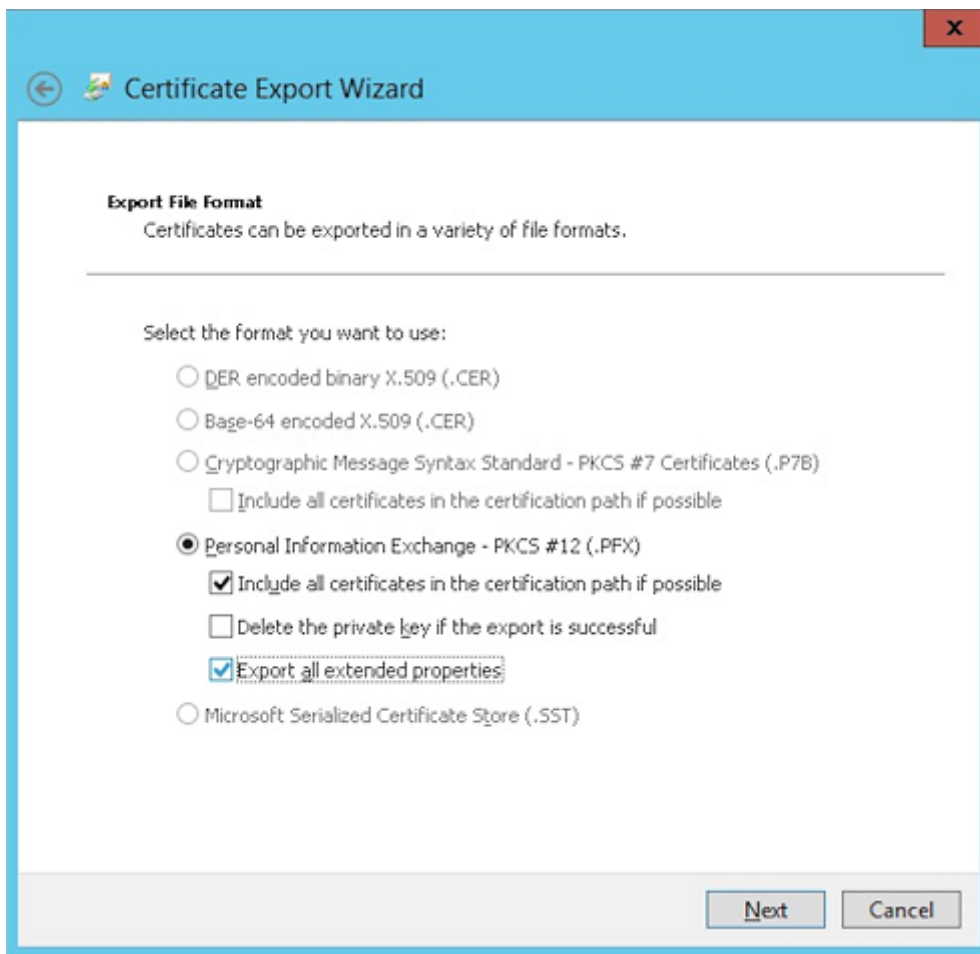 x
Certificate Export Wizard
Export File Format
Certificates can be exported in a variety of file formats.
Select the format you want to use:
DER encoded binary X.509 (.CER)
Base-64 encoded X.509 (.CER)
Cryptographic Message Syntax Standard - PKCS #7 Certificates (.P7B)
Include all certificates in the certification path if possible
Personal Information Exchange - PKCS #12 (.PFX)
Include all certificates in the certification path if possible
Delete the private key if the export is successful
Export all extended properties
Microsoft Serialized Certificate Store (.SST)
Next Cancel